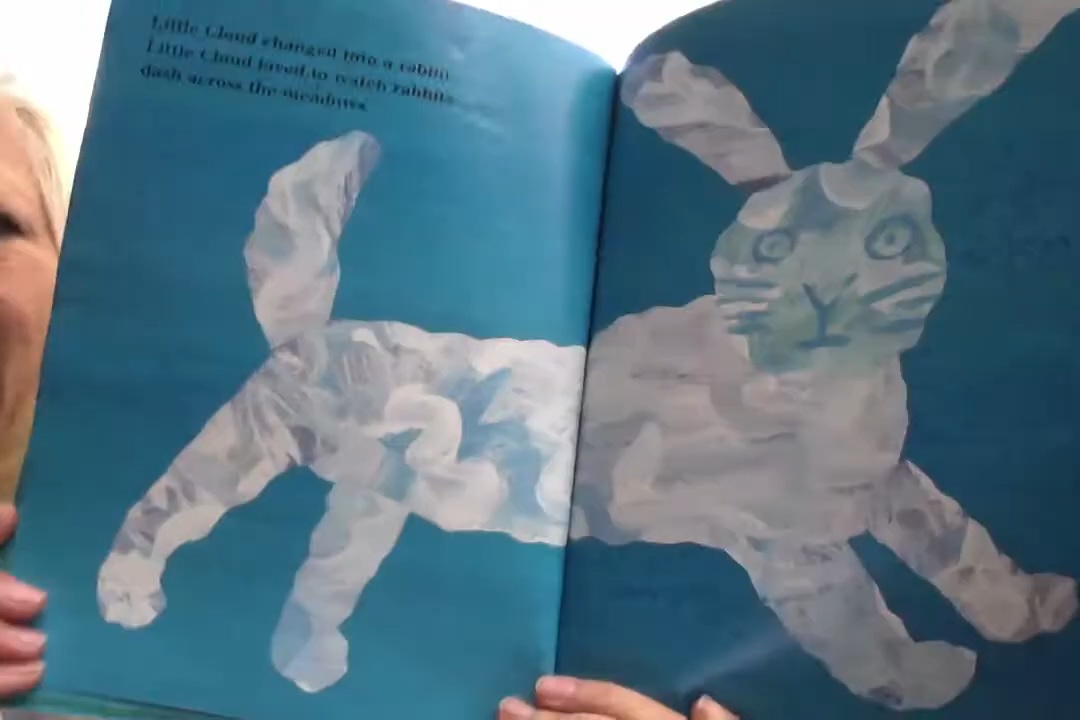 Little Cloud changed into a rabbit
Little Cloud loved to watch rabbits
dash across the meadows